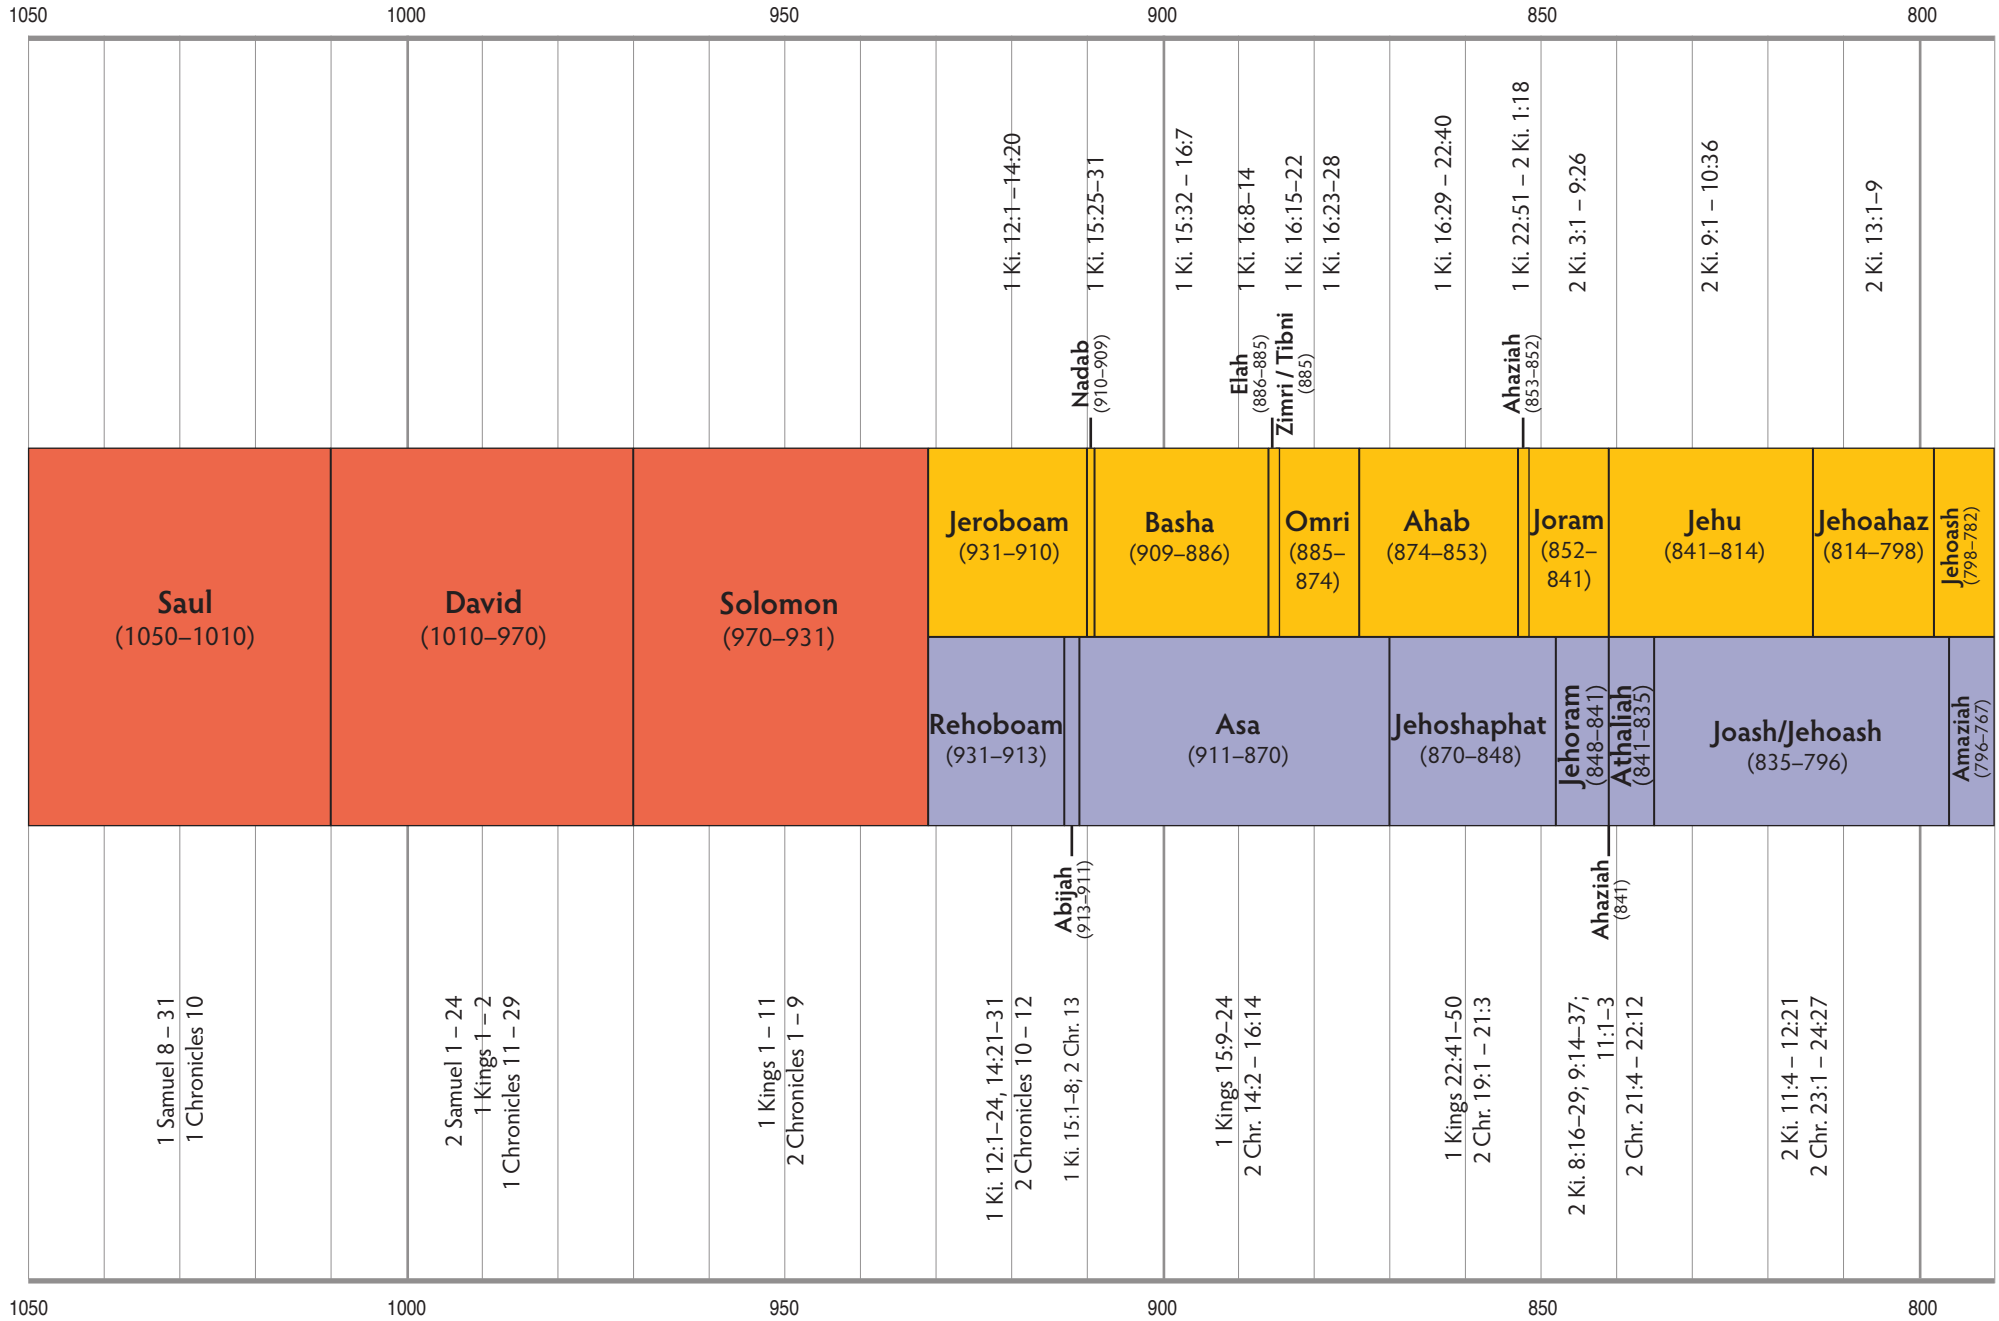 1050 1000 950 900 850 800
1 Ki. 12:1 –14:20
1 Ki. 15:25–31
1 Ki. 15:32 – 16:7
1 Ki. 16:8–14
1 Ki. 16:15–22
1 Ki. 16:23–28
1 Ki. 16:29 – 22:40
1 Ki. 22:51 – 2 Ki. 1:18
2 Ki. 3:1 – 9:26
2 Ki. 9:1 – 10:36
2 Ki. 13:1–9
Nadab
(910–909)
Elah
(886–885)
Zimri / Tibni
(885)
Ahaziah
(853–852)
Saul
(1050–1010)
David
(1010–970)
Solomon
(970–931)
Jeroboam
(931–910)
Basha
(909–886)
Omri
(885–
874)
Ahab
(874–853)
Joram
(852–
841)
Jehu
(841–814)
Jehoahaz
(814–798)
Jehoash
(798–782)
Rehoboam
(931–913)
Asa
(911–870)
Jehoshaphat
(870–848)
Jehoram
(848–841)
Athaliah
(841–835)
Joash/Jehoash
(835–796)
Amaziah
(796–767)
Abijah
(913–911)
Ahaziah
(841)
1 Samuel 8 – 31
1 Chronicles 10
2 Samuel 1 – 24
1 Kings 1 – 2
1 Chronicles 11 – 29
1 Kings 1 – 11
2 Chronicles 1 – 9
1 Ki. 12:1–24, 14:21–31
2 Chronicles 10 – 12
1 Ki. 15:1–8; 2 Chr. 13
1 Kings 15:9–24
2 Chr. 14:2 – 16:14
1 Kings 22:41–50
2 Chr. 19:1 – 21:3
2 Ki. 8:16–29; 9:14–37;
11:1–3
2 Chr. 21:4 – 22:12
2 Ki. 11:4 – 12:21
2 Chr. 23:1 – 24:27
1050 1000 950 900 850 800